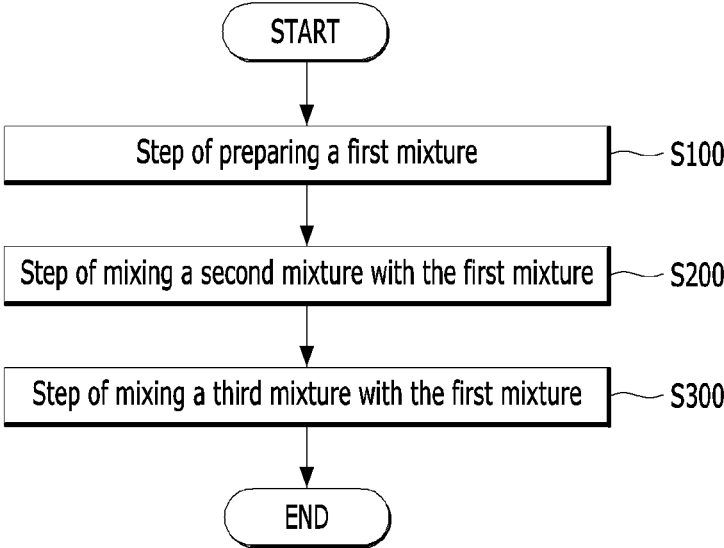 START
Step of preparing a first mixture
S100
Step of mixing a second mixture with the first mixture
S200
Step of mixing a third mixture with the first mixture
S300
END